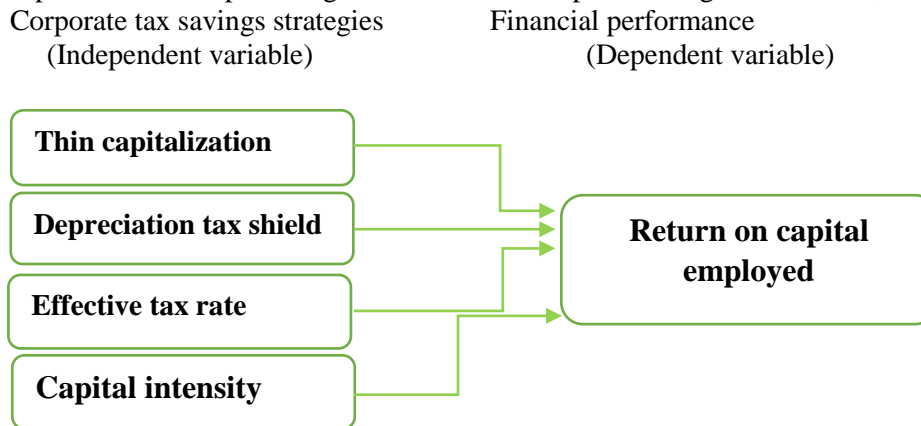 Corporate tax savings strategies Financial performance
(Independent variable) (Dependent variable)
Thin capitalization
Depreciation tax shield
Effective tax rate
Capital intensity
Return on capital
employed